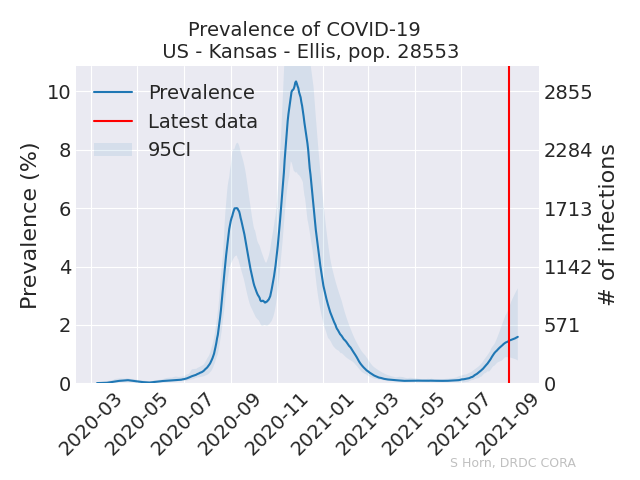 Prevalence of COVID-19
US - Kansas - Ellis, pop. 28553
Prevalence
Latest data
95CI
Prevalence (%)
10
8
6
4
2
0
2855
2284
1713
1142
571
0
# of infections
2020-03
2020-05
2020-07
2020-09
2020-11
2021-01
2021-03
2021-05
2021-07
2021-09
S Horn, DRDC CORA